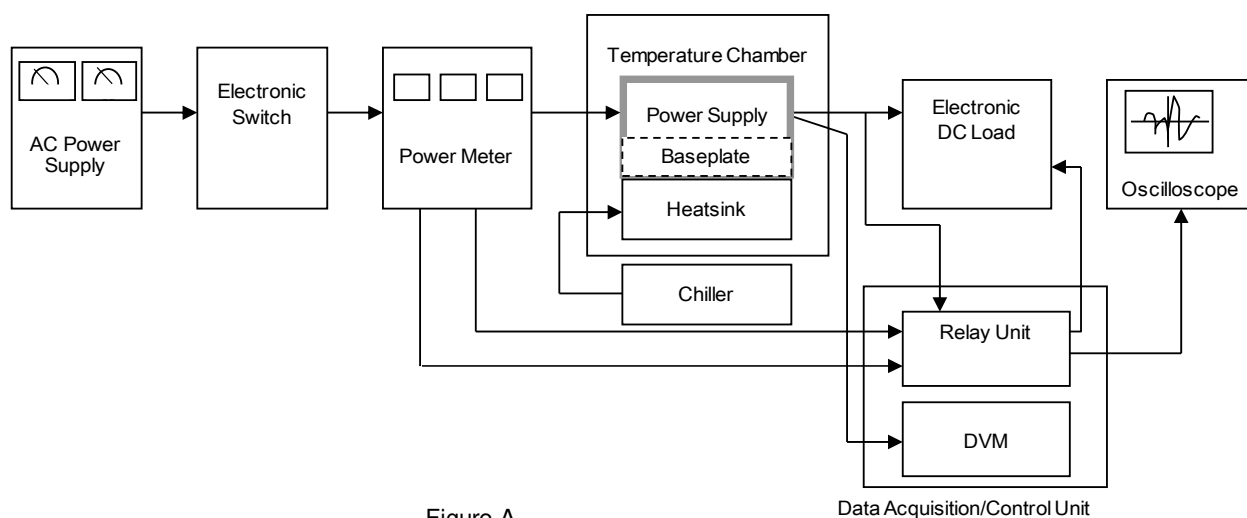 Temperature Chamber
Electronic
Switch
Power Supply
Electronic
DC Load
AC Power
Supply
Power Meter
Baseplate
Oscilloscope
Heatsink
Chiller
Relay Unit
DVM
Figure A
Data Acquisition/Control Unit